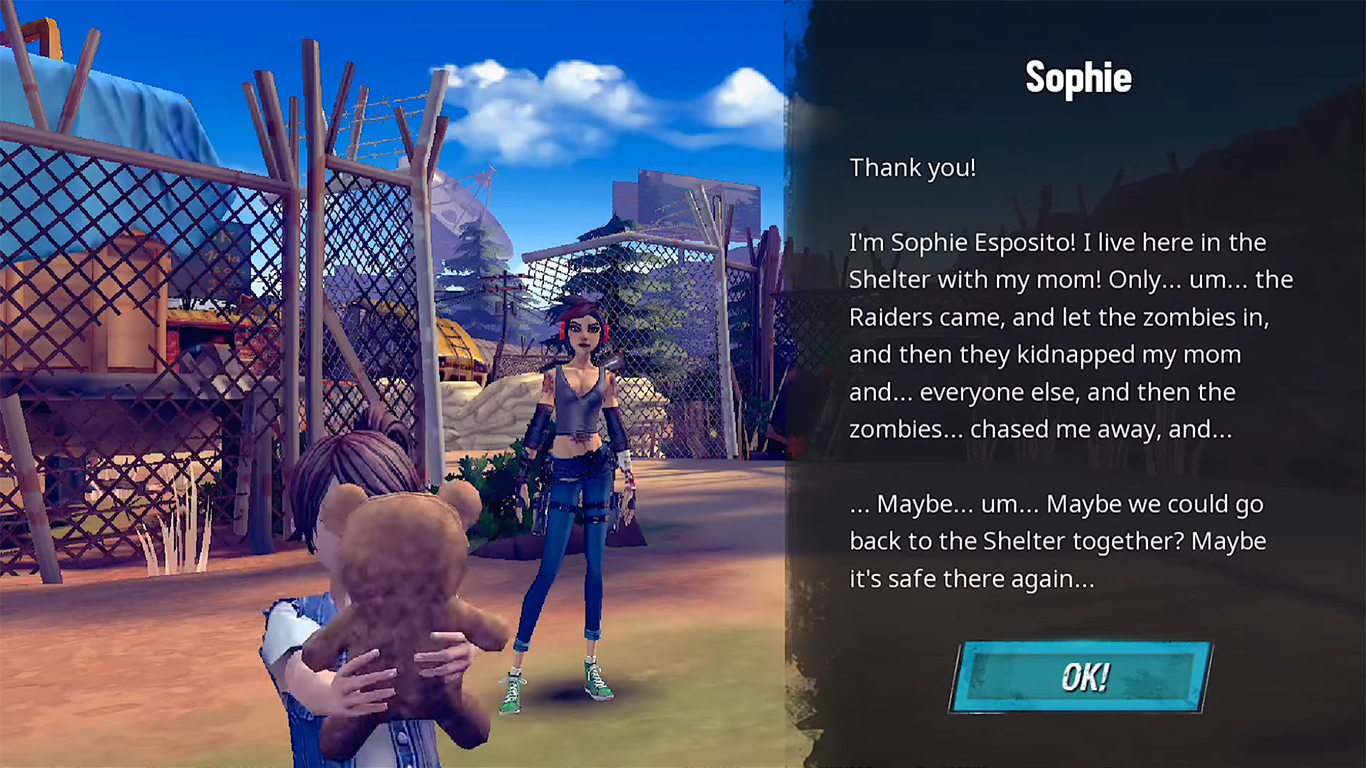 Sophie
Thank you!
I'm Sophie Esposito! I live here in the
Shelter with my mom! Only... um... the
Raiders came, and let the zombies in,
and then they kidnapped my mom
and... everyone else, and then the
zombies... chased me away, and...
... Maybe... um... Maybe we could go
back to the Shelter together? Maybe
it's safe there again...
OK!